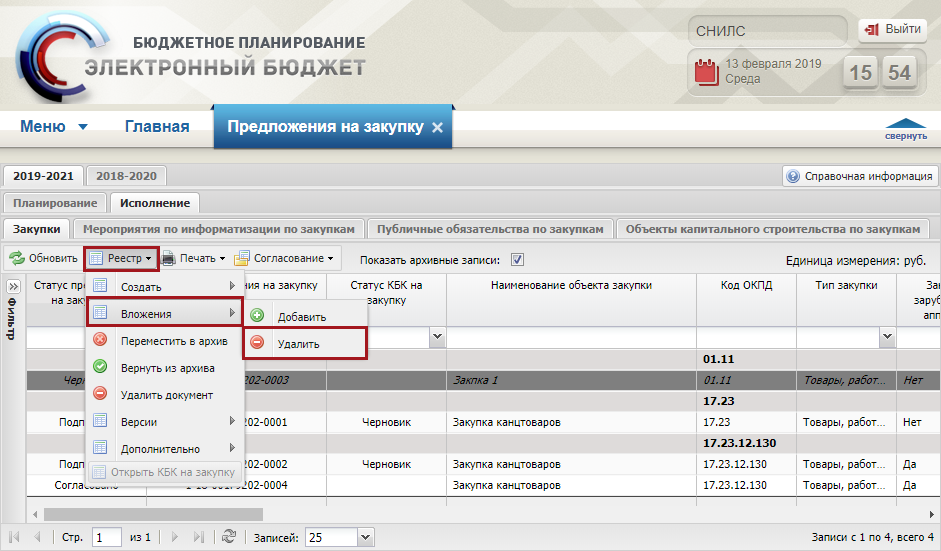 БЮДЖЕТНОЕ ПЛАНИРОВАНИЕ
ЭЛЕКТРОННЫЙ БЮДЖЕТ
СНИЛС
Выйти
13 февраля 2019
Среда
15 54
Меню Главная Предложения на закупку
свернуть
2019-2021 2018-2020 Справочная информация
Планирование Исполнение
Закупки Мероприятия по информатизации по закупкам Публичные обязательства по закупкам Объекты капитального строительства по закупкам
Обновить Реестр Печать Согласование Показать архивные записи: Единица измерения: руб.
Фильтр
Статус на закупку Статус КБК на закупку Наименование объекта закупки Код ОКПД Тип закупки
Создать
Вложения
Добавить
Удалить
Переместить в архив
Вернуть из архива
Удалить документ
Версии
Дополнительно
Открыть КБК на закупку
01.11
202-0003 Закпка 1 01.11 Товары, работ... Нет
17.23
202-0001 Черновик Закупка канцтоваров 17.23 Товары, работ... Нет
17.23.12.130
202-0002 Черновик Закупка канцтоваров 17.23.12.130 Товары, работ... Да
Согласовано 9202-0004 Закупка канцтоваров 17.23.12.130 Товары, работ... Да
Стр. 1 из 1 Записей: 25 Записи с 1 по 4, всего 4